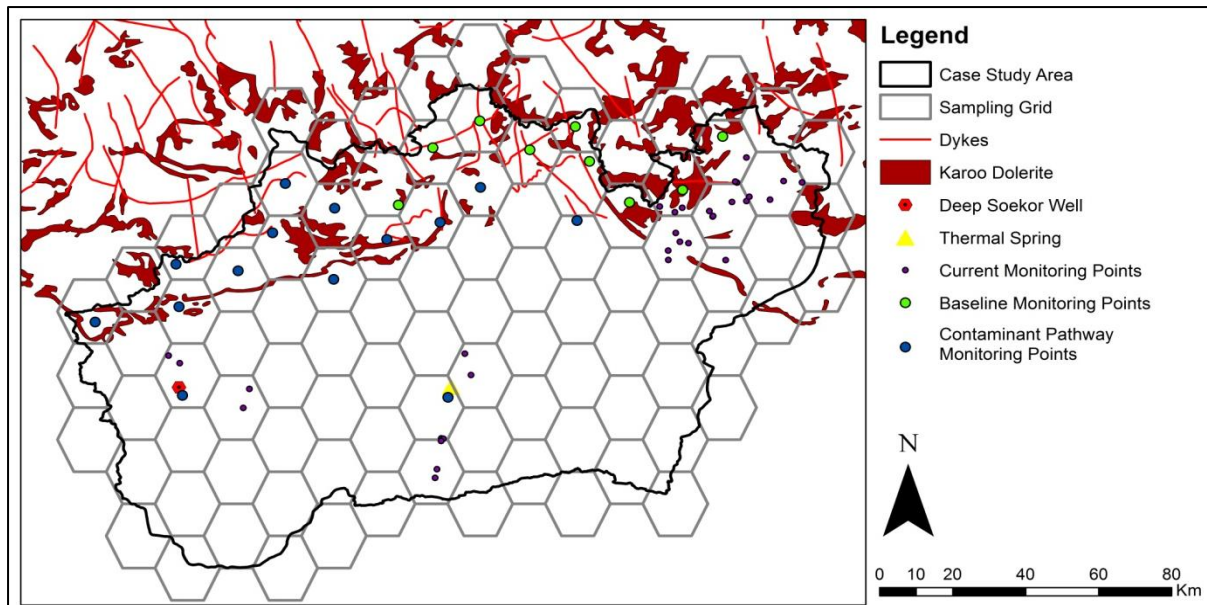 Legend
Case Study Area
Sampling Grid
Dykes
Karoo Dolerite
Deep Soekor Well
Thermal Spring
Current Monitoring Points
Baseline Monitoring Points
Contaminant Pathway
Monitoring Points
N
0 10 20 40 60 80
Km